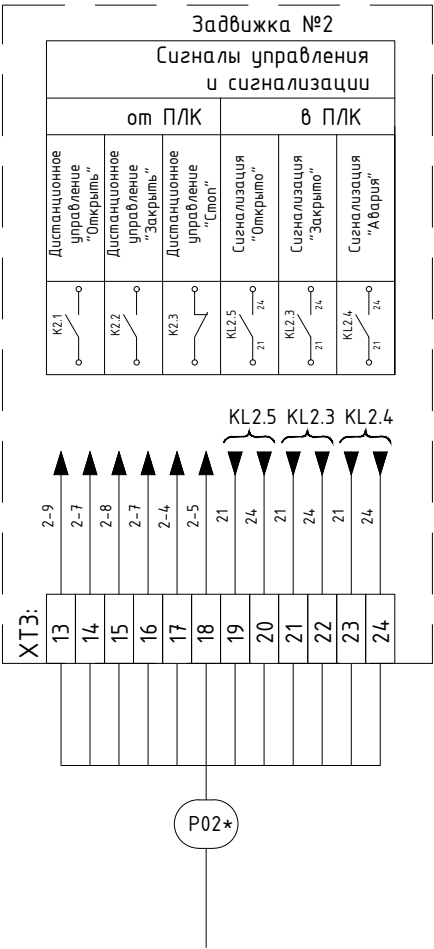 Задвижка №2
Сигналы управления
и сигнализации
от ПЛК
в ПЛК
Дистанционное
управление
"Открыть"
Дистанционное
управление
"Закрыть"
Дистанционное
управление
"Стоп"
Сигнализация
"Открыто"
Сигнализация
"Закрыто"
Сигнализация
"Авария"
K2.1
K2.2
K2.3
KL2.5 21 24
KL2.3 21 24
KL2.4 21 24
KL2.5 KL2.3 KL2.4
2-9 2-7 2-8 2-7 2-4 2-5 21 24 21 24 21 24
XT3:
13 14 15 16 17 18 19 20 21 22 23 24
P02*